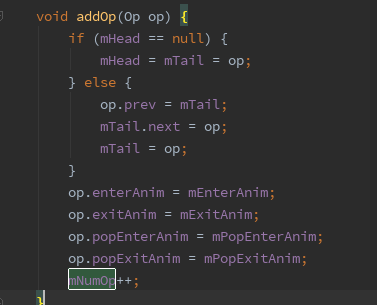 void addOp(Op op) {
if (mHead == null) {
mHead = mTail = op;
} else {
op.prev = mTail;
mTail.next = op;
mTail = op;
}
op.enterAnim = mEnterAnim;
op.exitAnim = mExitAnim;
op.popEnterAnim = mPopEnterAnim;
op.popExitAnim = mPopExitAnim;
mNumOp++;
}